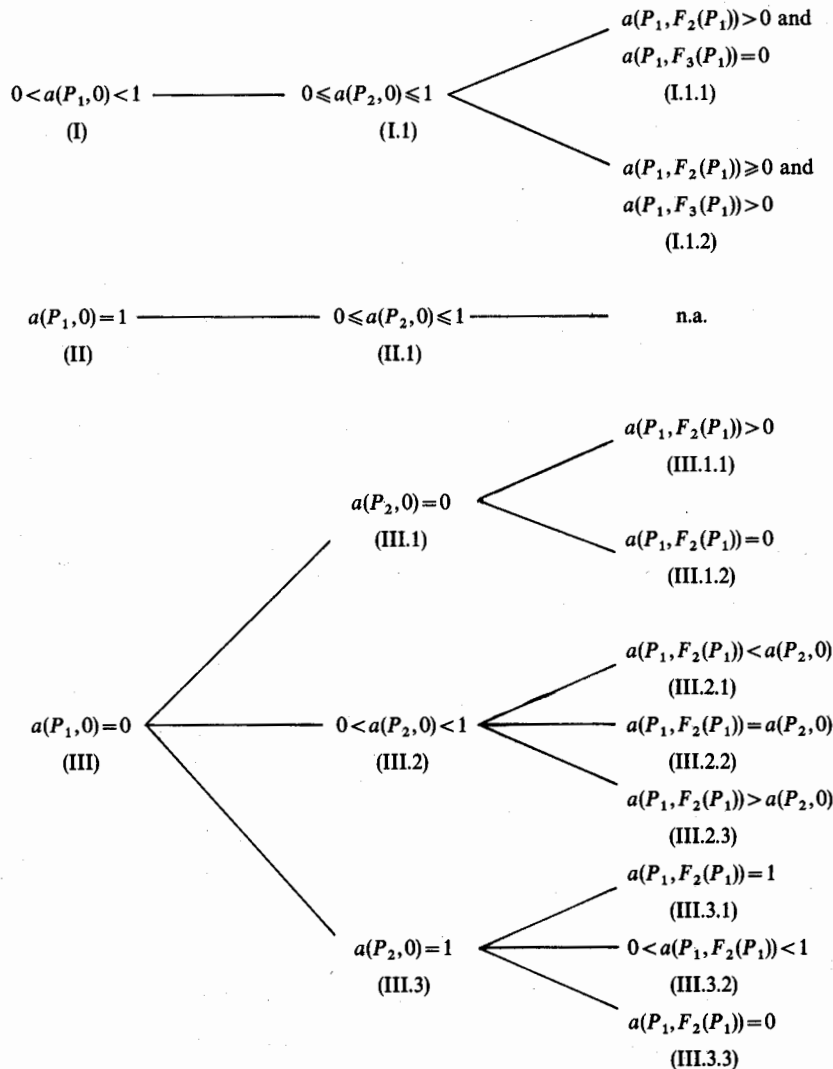 a(P₁,F₂(P₁))>0 and
a(P₁,F₃(P₁))=0
(I.1.1)
0<a(P₁,0)<1
(I)
0⩽a(P₂,0)⩽1
(I.1)
a(P₁,F₂(P₁))⩾0 and
a(P₁,F₃(P₁))>0
(I.1.2)
a(P₁,0)=1
(II)
0⩽a(P₂,0)⩽1
(II.1)
n.a.
a(P₁,F₂(P₁))>0
(III.1.1)
a(P₂,0)=0
(III.1)
a(P₁,F₂(P₁))=0
(III.1.2)
a(P₁,F₂(P₁))<a(P₂,0)
(III.2.1)
a(P₁,0)=0
(III)
0<a(P₂,0)<1
(III.2)
a(P₁,F₂(P₁))=a(P₂,0)
(III.2.2)
a(P₁,F₂(P₁))>a(P₂,0)
(III.2.3)
a(P₁,F₂(P₁))=1
(III.3.1)
a(P₂,0)=1
(III.3)
0<a(P₁,F₂(P₁))<1
(III.3.2)
a(P₁,F₂(P₁))=0
(III.3.3)